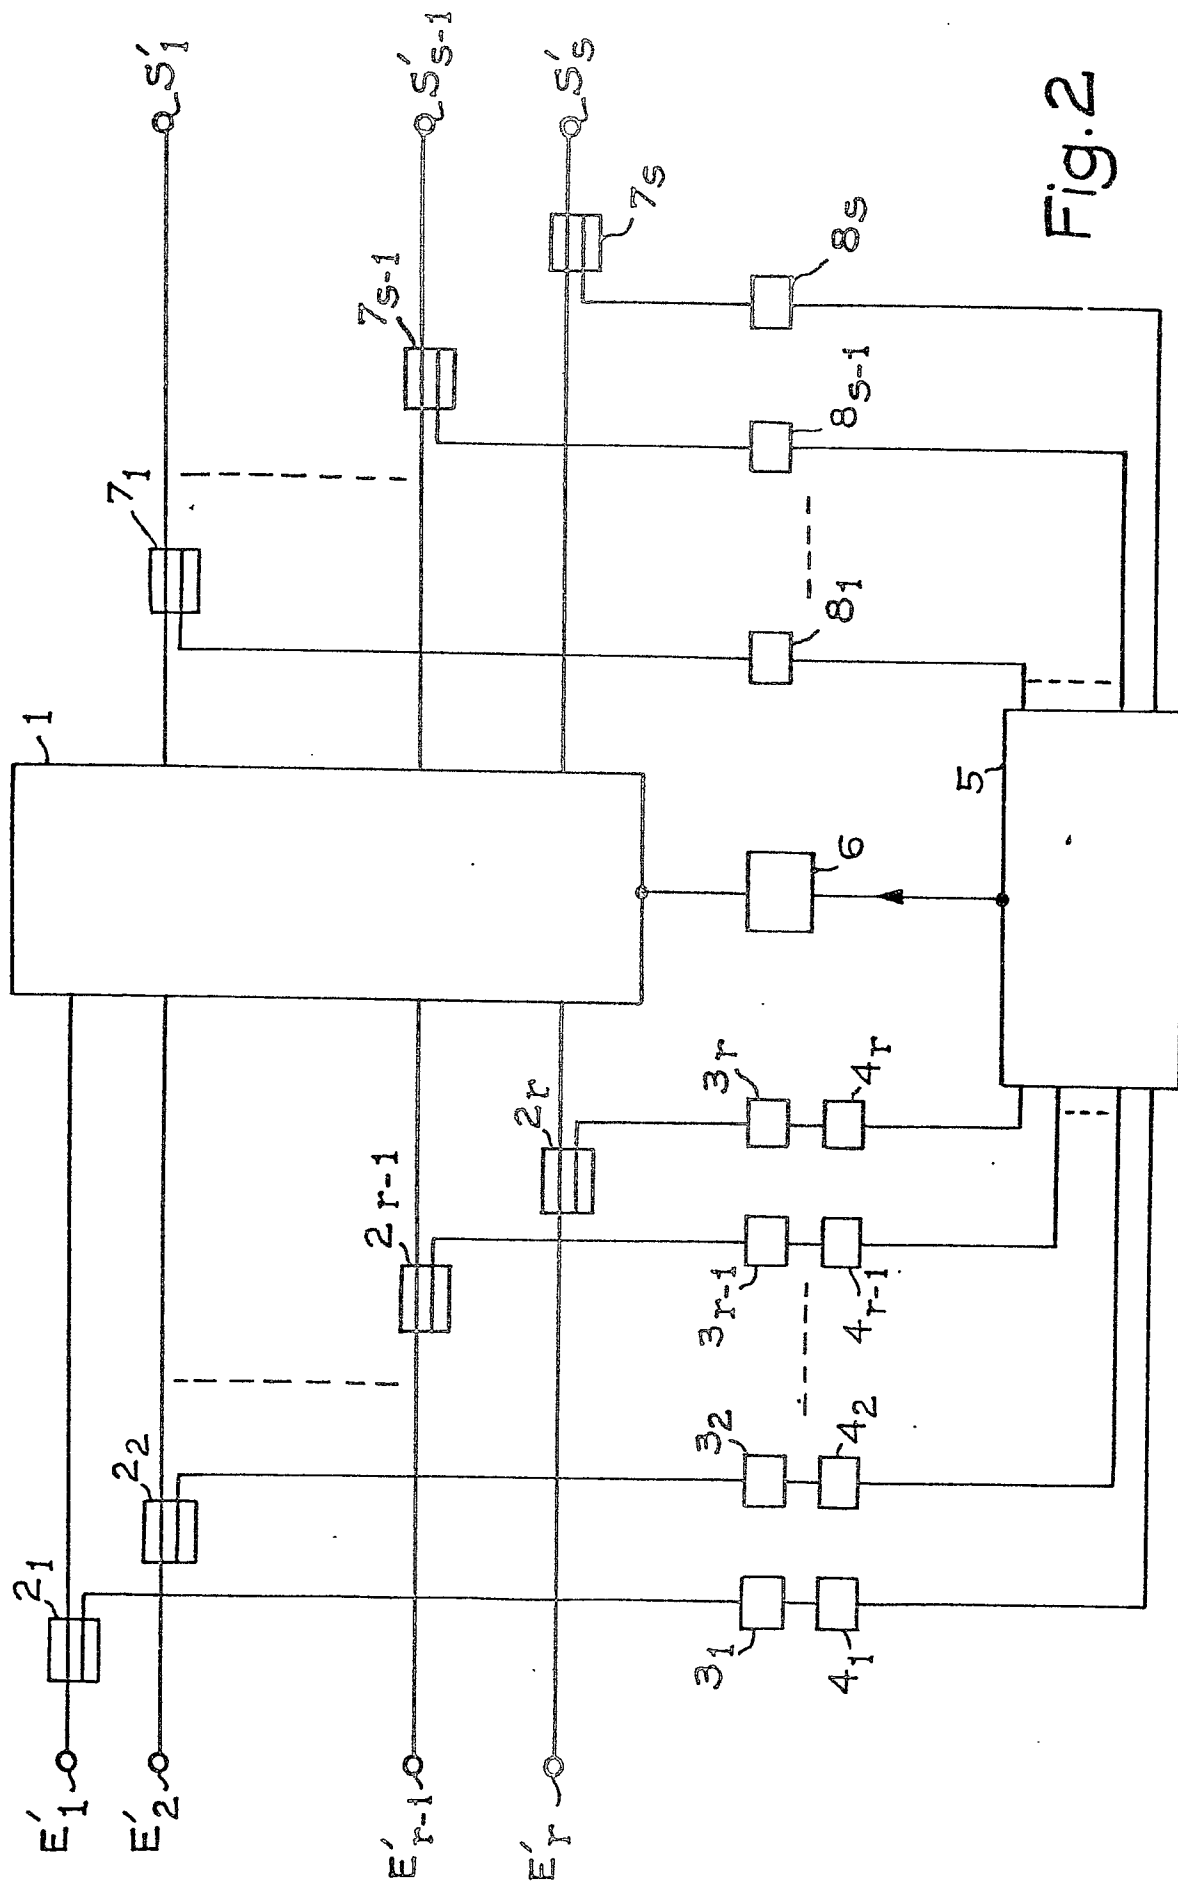 1
E'₁
2₁
7₁
S'₁
E'₂
2₂
E'ᵣ₋₁
2ᵣ₋₁
7ₛ₋₁
S'ₛ₋₁
E'ᵣ
2ᵣ
7ₛ
S'ₛ
3₁
3₂
3ᵣ₋₁
3ᵣ
6
8₁
8ₛ₋₁
8ₛ
4₁
4₂
4ᵣ₋₁
4ᵣ
5
Fig.2